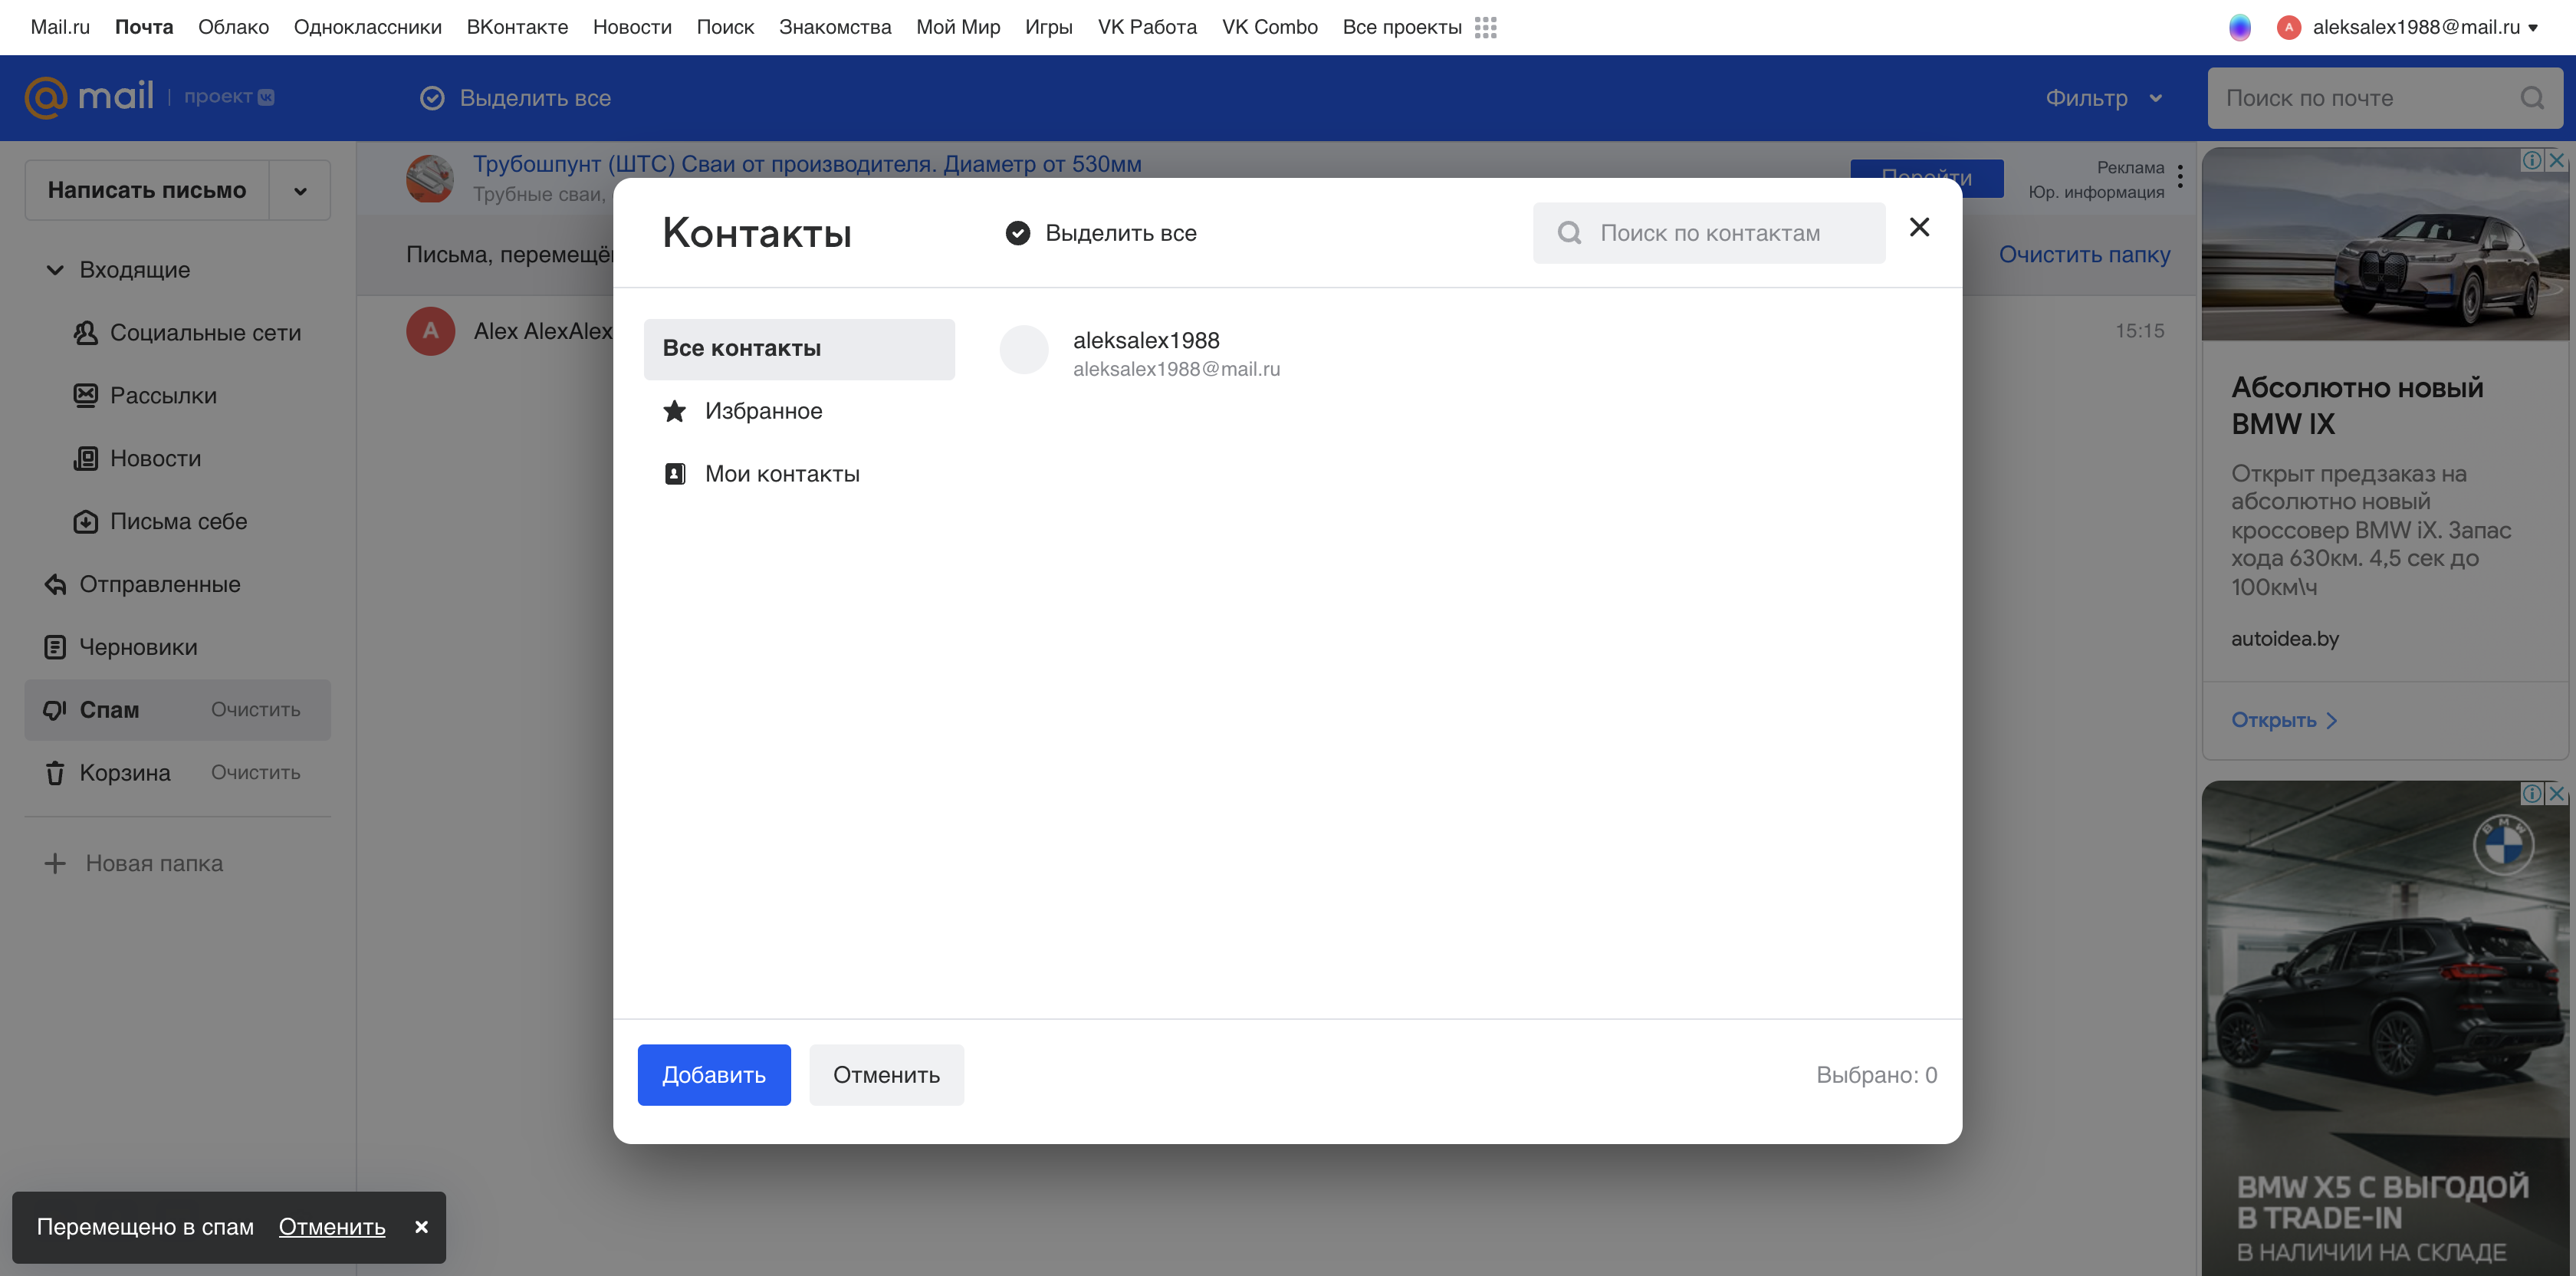 Mail.ru
Почта
Облако
Одноклассники
ВКонтакте
Новости
Поиск
Знакомства
Мой Мир
Игры
VK Работа
VK Combo
Все проекты
A
aleksalex1988@mail.ru
@mail
проект
Выделить все
Фильтр
Поиск по почте
Написать письмо
Входящие
Социальные сети
Рассылки
Новости
Письма себе
Отправленные
Черновики
Спам
Очистить
Корзина
Очистить
Новая папка
Трубошпунт (ШТС) Сваи от производителя. Диаметр от 530мм
Трубные сваи,
Перейти
Реклама
Юр. информация
Письма, перемещё
Очистить папку
A
Alex AlexAlex
15:15
Контакты
Выделить все
Поиск по контактам
Все контакты
Избранное
Мои контакты
aleksalex1988
aleksalex1988@mail.ru
Добавить
Отменить
Выбрано: 0
Абсолютно новый
BMW IX
Открыт предзаказ на
абсолютно новый
кроссовер BMW iX. Запас
хода 630км. 4,5 сек до
100км\ч
autoidea.by
Открыть
BMW
BMW X5 С ВЫГОДОЙ
В TRADE-IN
В НАЛИЧИИ НА СКЛАДЕ
Перемещено в спам
Отменить